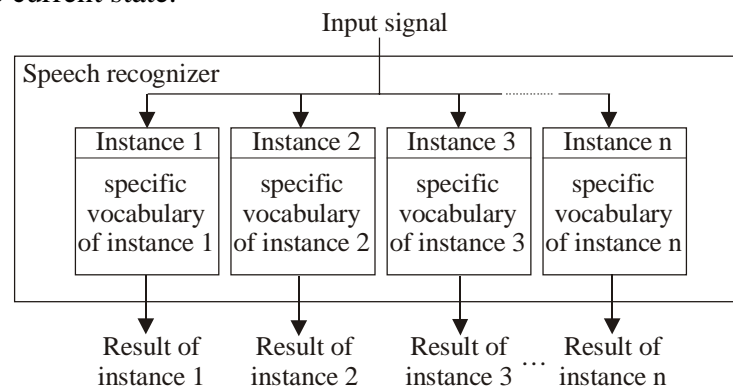 current state.
Input signal
Speech recognizer
Instance 1 Instance 2 Instance 3 Instance n
specific specific specific specific
vocabulary vocabulary vocabulary vocabulary
of instance 1 of instance 2 of instance 3 of instance n
Result of Result of Result of Result of
instance 1 instance 2 instance 3 … instance n